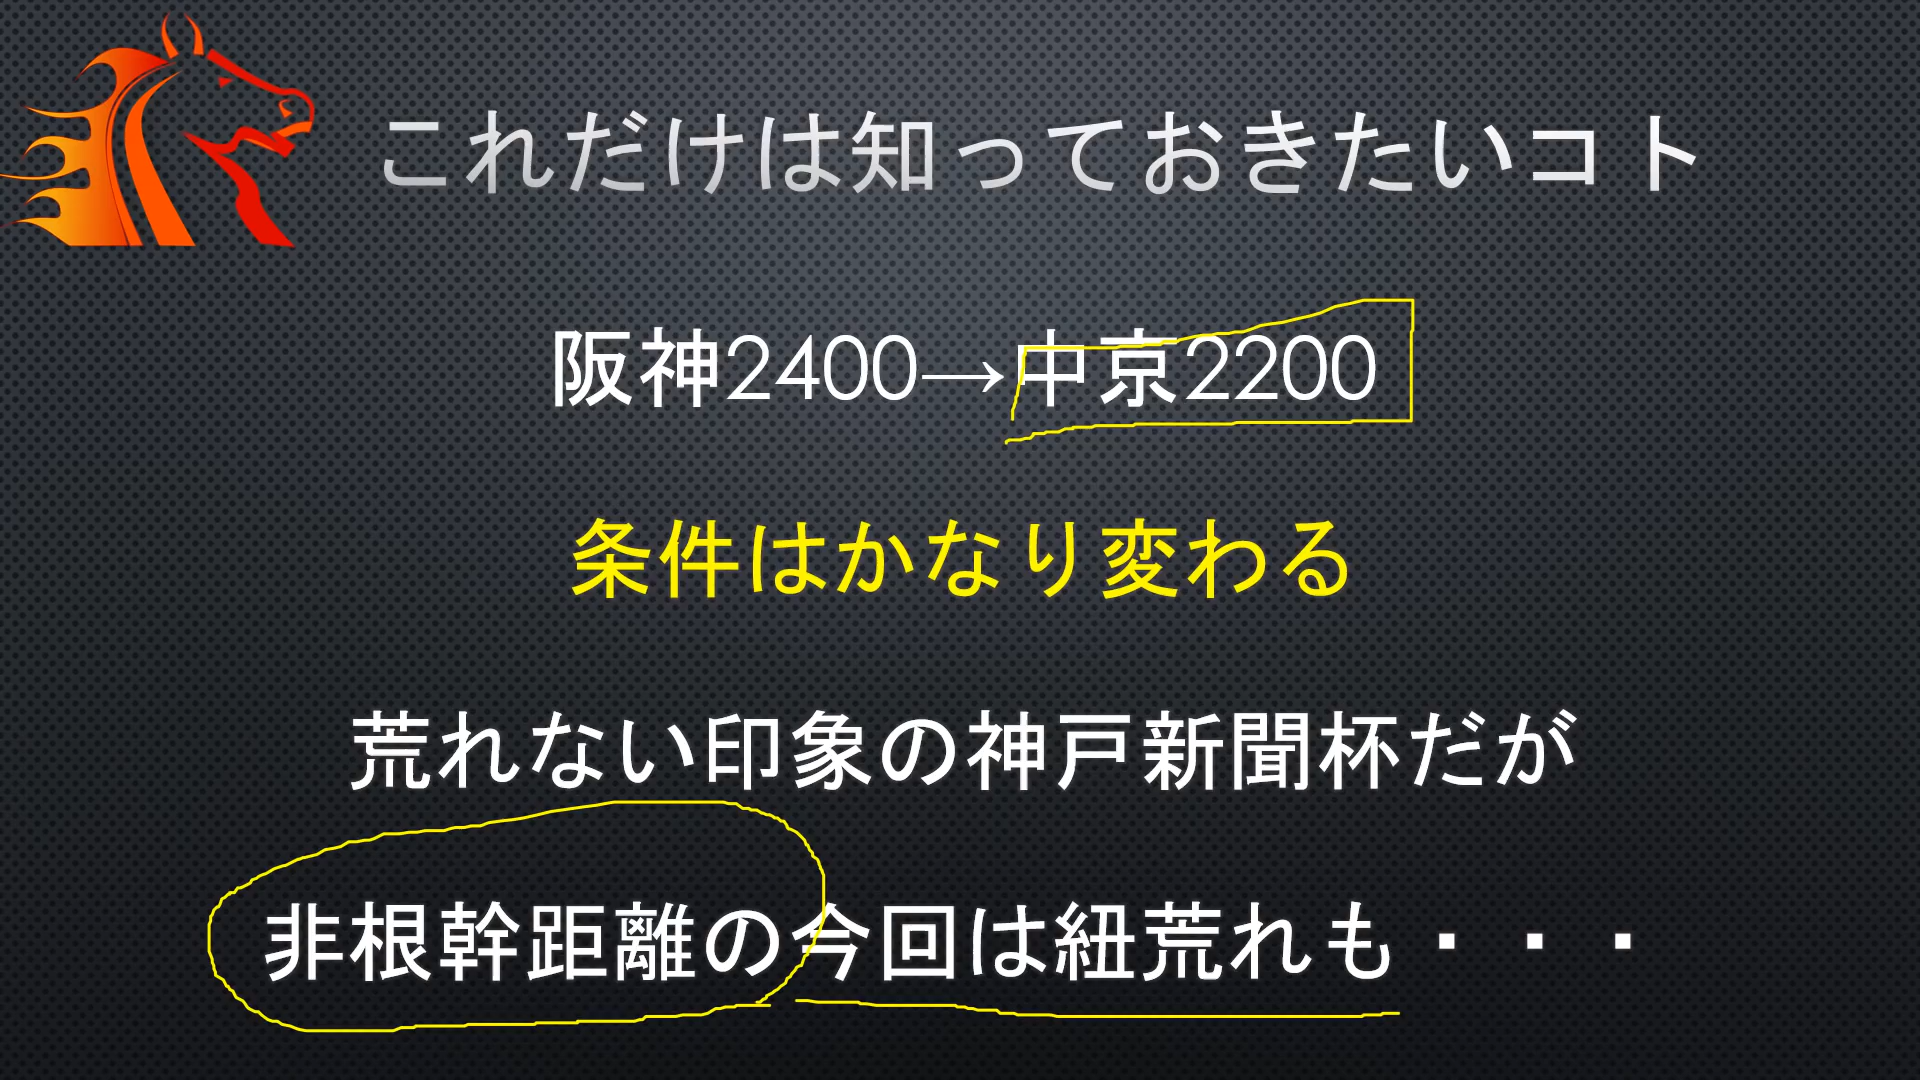 これだけは知っておきたいコト
阪神2400→中京2200
条件はかなり変わる
荒れない印象の神戸新聞杯だが
非根幹距離の今回は紐荒れも・・・